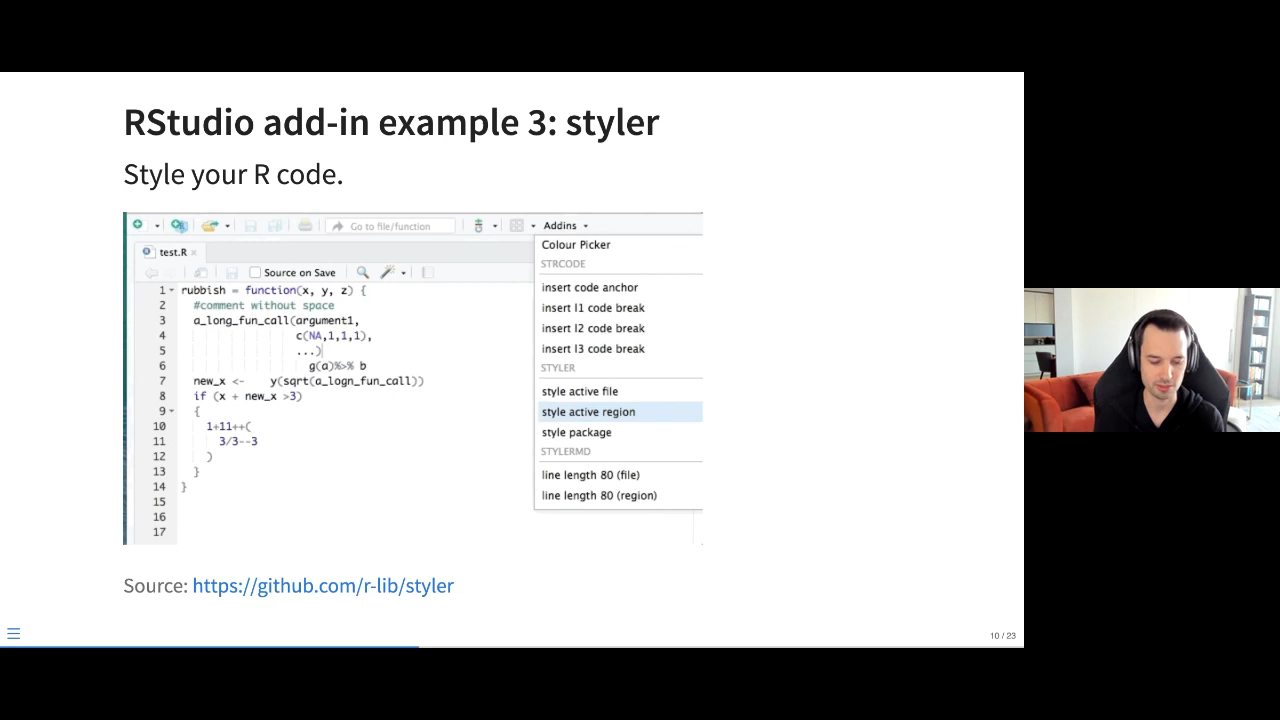 RStudio add-in example 3: styler
Style your R code.
Go to file/function
Addins
test.R
Source on Save
1 rubbish = function(x, y, z) {
2 #comment without space
3 a_long_fun_call(argument1,
4 c(NA,1,1,1),
5 ...)
6 g(a)%>% b
7 new_x <- y(sqrt(a_logn_fun_call))
8 if (x + new_x >3)
9 {
10 1+11++(
11 3/3--3
12 )
13 }
14 }
15
16
17
Colour Picker
STRCODE
insert code anchor
insert l1 code break
insert l2 code break
insert l3 code break
STYLER
style active file
style active region
style package
STYLERMD
line length 80 (file)
line length 80 (region)
Source: https://github.com/r-lib/styler
10 / 23